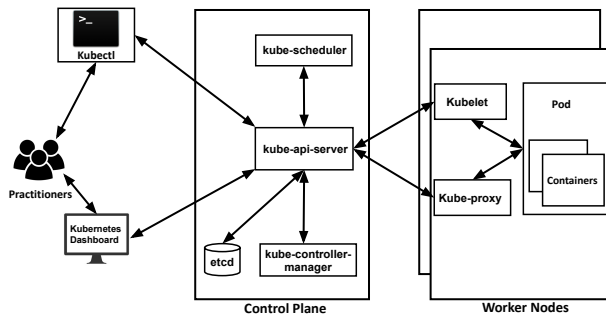 >_
Kubectl
Practitioners
Kubernetes
Dashboard
kube-scheduler
kube-api-server
etcd
kube-controller-
manager
Control Plane
Kubelet
Kube-proxy
Pod
Containers
Worker Nodes